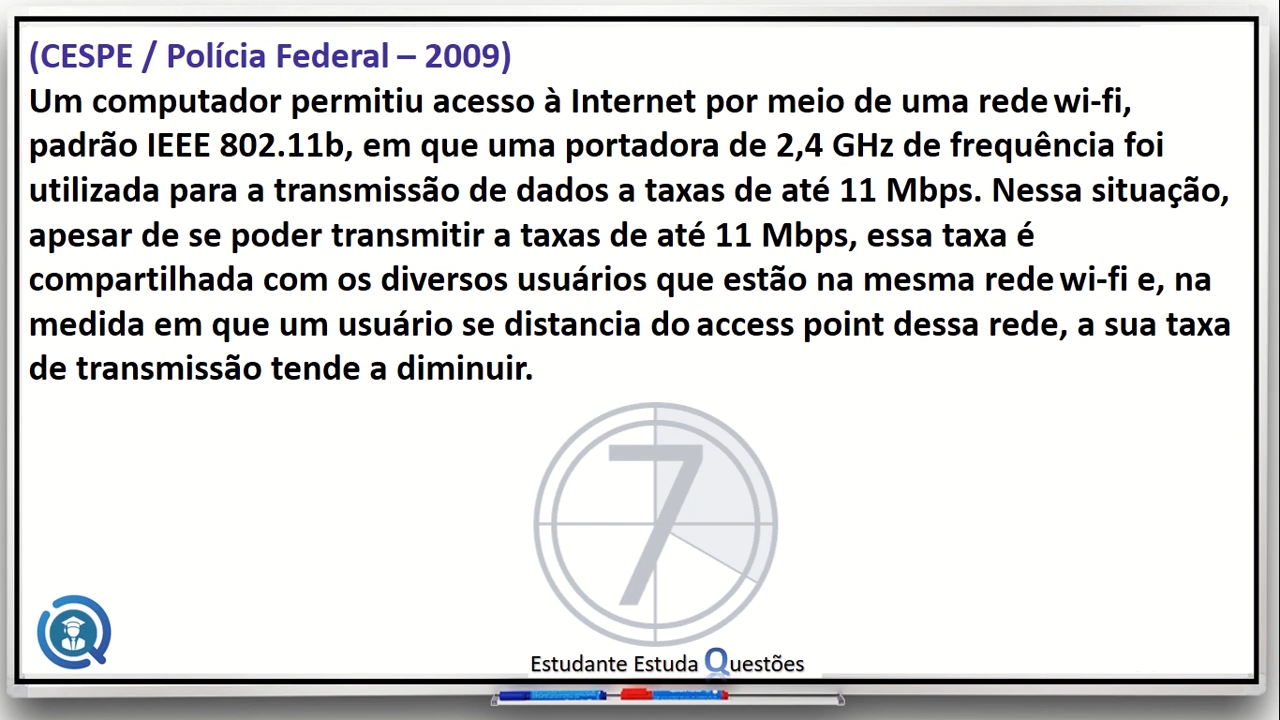 (CESPE / Polícia Federal – 2009)
Um computador permitiu acesso à Internet por meio de uma rede wi-fi,
padrão IEEE 802.11b, em que uma portadora de 2,4 GHz de frequência foi
utilizada para a transmissão de dados a taxas de até 11 Mbps. Nessa situação,
apesar de se poder transmitir a taxas de até 11 Mbps, essa taxa é
compartilhada com os diversos usuários que estão na mesma rede wi-fi e, na
medida em que um usuário se distancia do access point dessa rede, a sua taxa
de transmissão tende a diminuir.
7
Estudante Estuda Questões